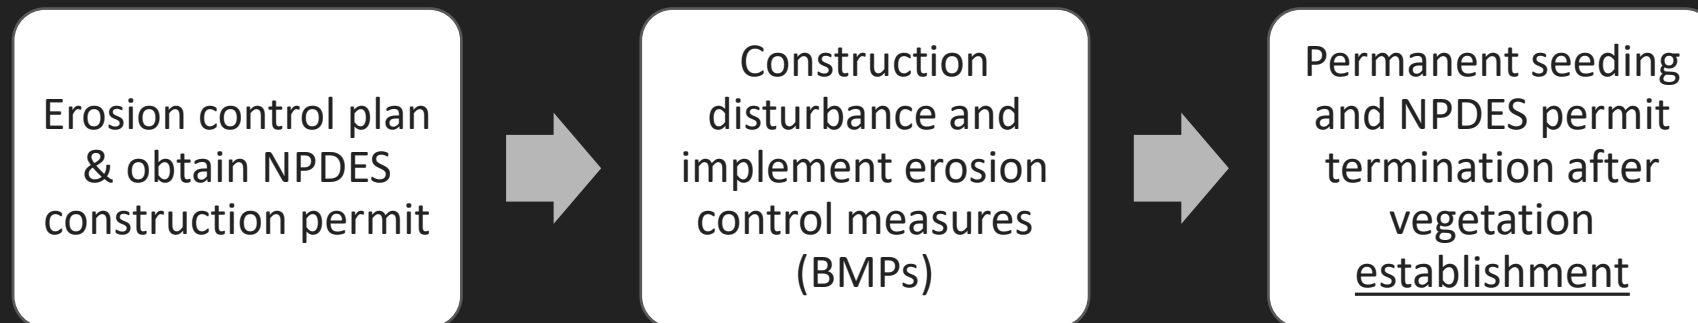 Erosion control plan
& obtain NPDES
construction permit
Construction
disturbance and
implement erosion
control measures
(BMPs)
Permanent seeding
and NPDES permit
termination after
vegetation
establishment